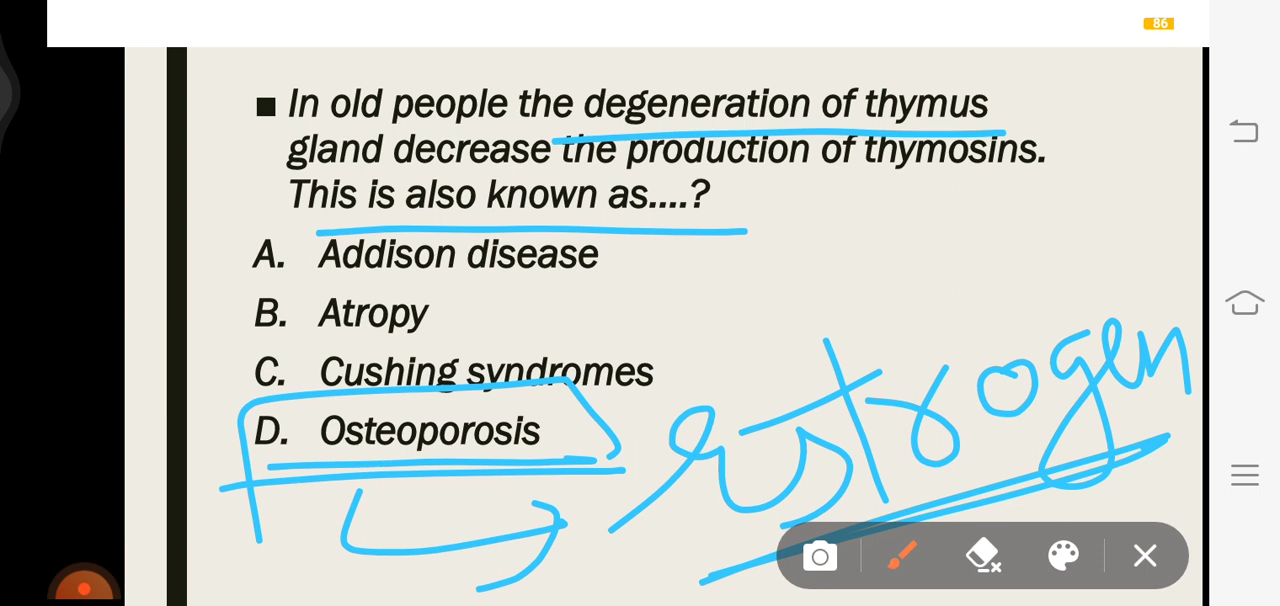 86
■ In old people the degeneration of thymus
gland decrease the production of thymosins.
This is also known as....?
A. Addison disease
B. Atropy
C. Cushing syndromes
D. Osteoporosis
estrogen